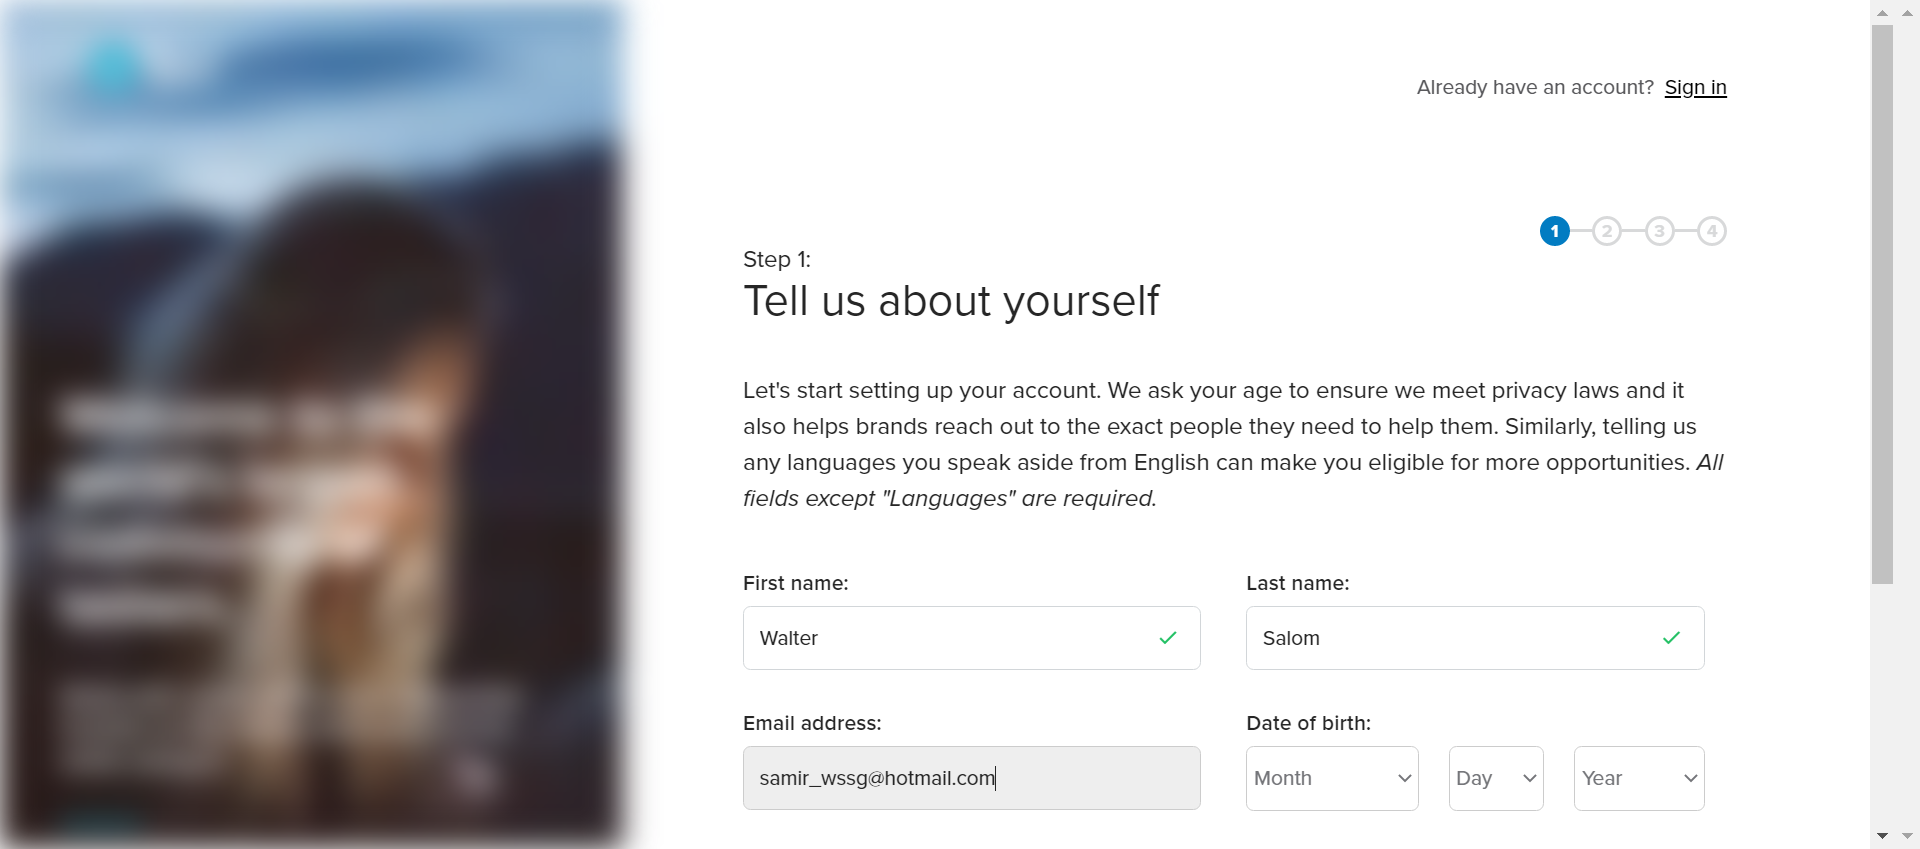 Already have an account? Sign in
1 2 3 4
Step 1:
Tell us about yourself
Let's start setting up your account. We ask your age to ensure we meet privacy laws and it
also helps brands reach out to the exact people they need to help them. Similarly, telling us
any languages you speak aside from English can make you eligible for more opportunities. All
fields except "Languages" are required.
First name:
Last name:
Walter
Salom
Email address:
Date of birth:
samir_wssg@hotmail.com
Month
Day
Year